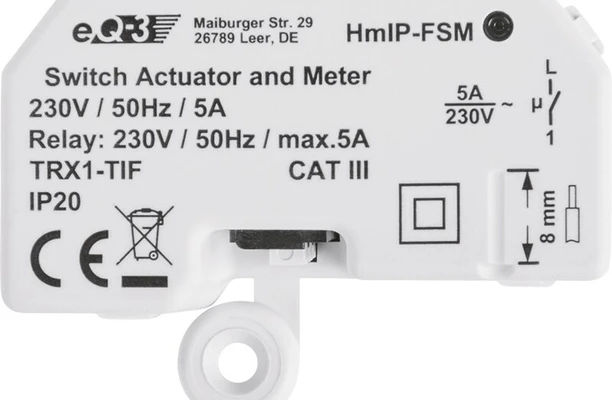 eQ-3 Maiburger Str. 29
26789 Leer, DE
HmIP-FSM
Switch Actuator and Meter
230V / 50Hz / 5A
Relay: 230V / 50Hz / max.5A
TRX1-TIF CAT III
IP20
L
5A
230V ~ μ
1
8 mm
CE